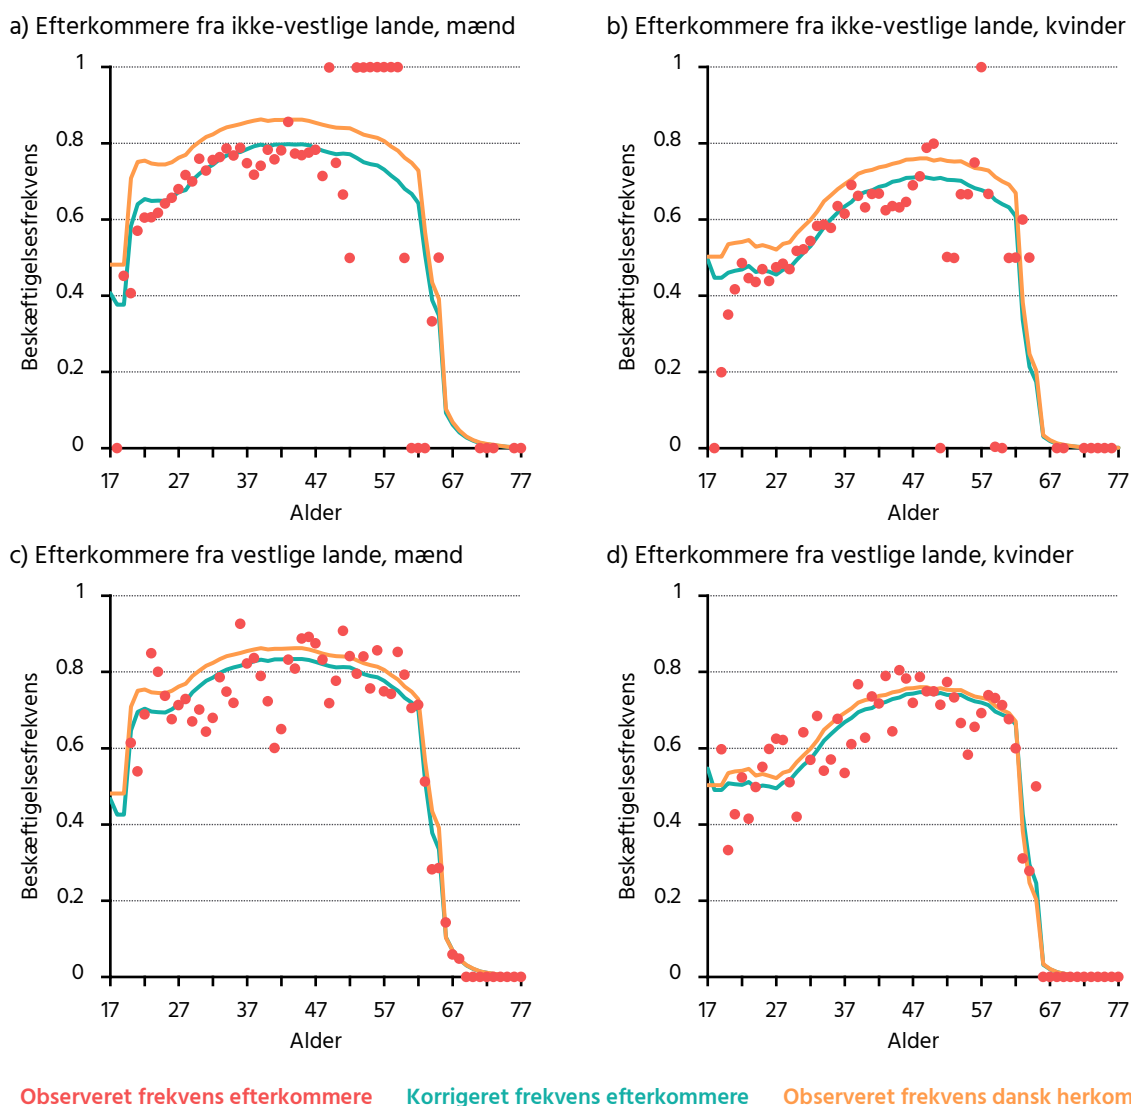 a) Efterkommere fra ikke-vestlige lande, mænd
b) Efterkommere fra ikke-vestlige lande, kvinder
Beskæftigelsesfrekvens
1
0.8
0.6
0.4
0.2
0
17 27 37 47 57 67 77
Alder
Beskæftigelsesfrekvens
1
0.8
0.6
0.4
0.2
0
17 27 37 47 57 67 77
Alder
c) Efterkommere fra vestlige lande, mænd
d) Efterkommere fra vestlige lande, kvinder
Beskæftigelsesfrekvens
1
0.8
0.6
0.4
0.2
0
17 27 37 47 57 67 77
Alder
Beskæftigelsesfrekvens
1
0.8
0.6
0.4
0.2
0
17 27 37 47 57 67 77
Alder
Observeret frekvens efterkommere Korrigeret frekvens efterkommere Observeret frekvens dansk herkom